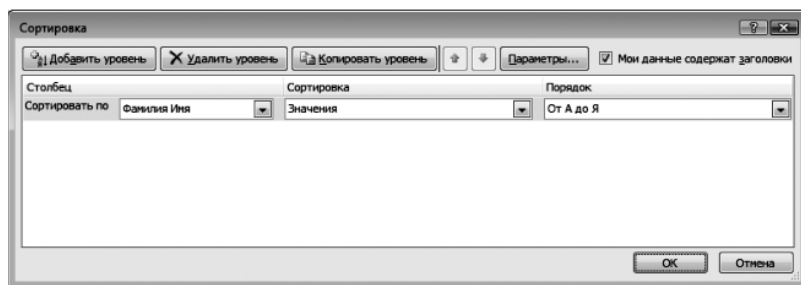 Сортировка
Добавить уровень Удалить уровень Копировать уровень Параметры... Мои данные содержат заголовки
Столбец Сортировка Порядок
Сортировать по Фамилия Имя Значения От А до Я
ОК Отмена